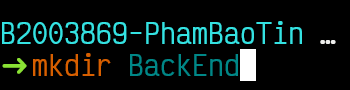 B2003869-PhamBaoTin …
→mkdir BackEnd